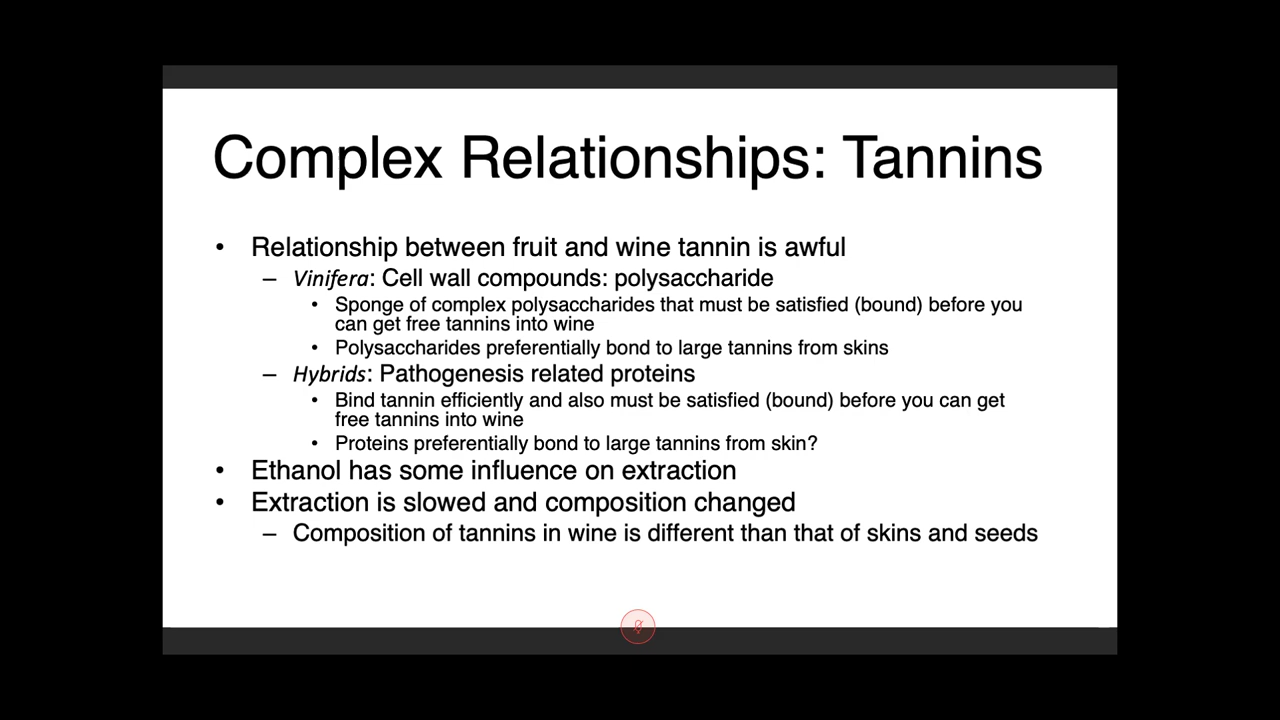 Complex Relationships: Tannins
• Relationship between fruit and wine tannin is awful
– Vinifera: Cell wall compounds: polysaccharide
• Sponge of complex polysaccharides that must be satisfied (bound) before you
can get free tannins into wine
• Polysaccharides preferentially bond to large tannins from skins
– Hybrids: Pathogenesis related proteins
• Bind tannin efficiently and also must be satisfied (bound) before you can get
free tannins into wine
• Proteins preferentially bond to large tannins from skin?
• Ethanol has some influence on extraction
• Extraction is slowed and composition changed
– Composition of tannins in wine is different than that of skins and seeds